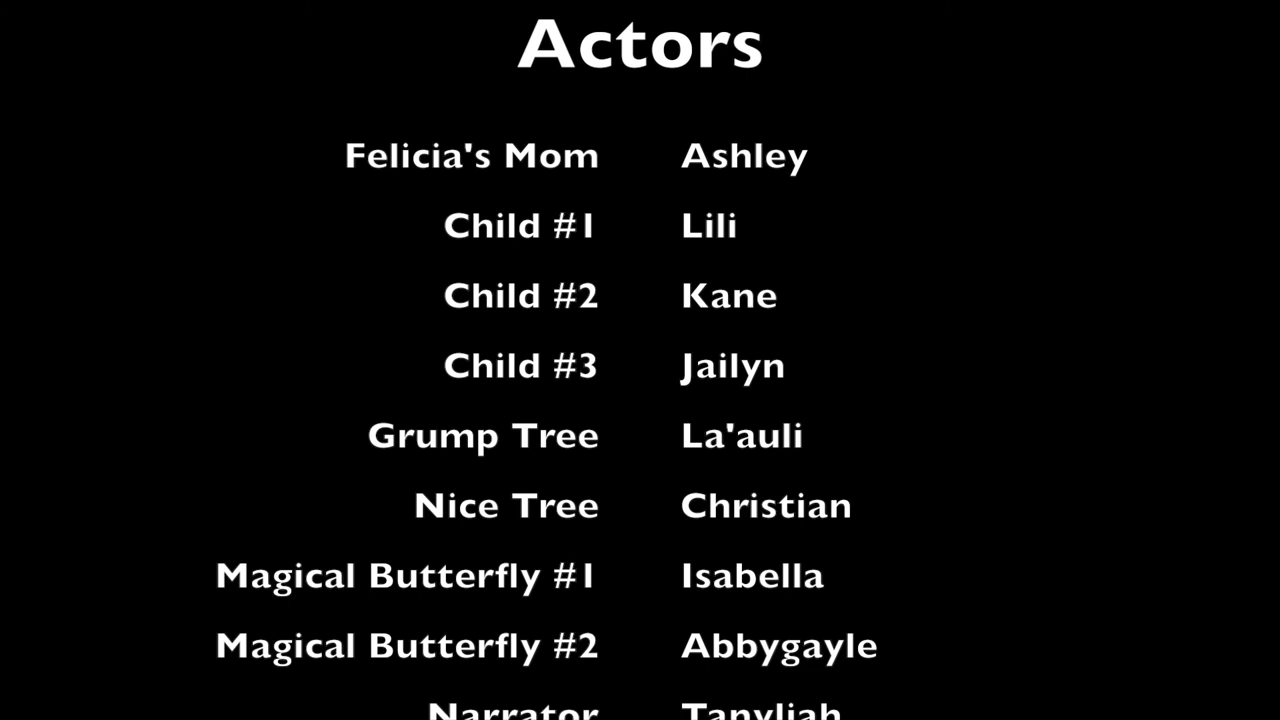 Actors
Felicia's Mom Ashley
Child #1 Lili
Child #2 Kane
Child #3 Jailyn
Grump Tree La'auli
Nice Tree Christian
Magical Butterfly #1 Isabella
Magical Butterfly #2 Abbygayle
Narrator